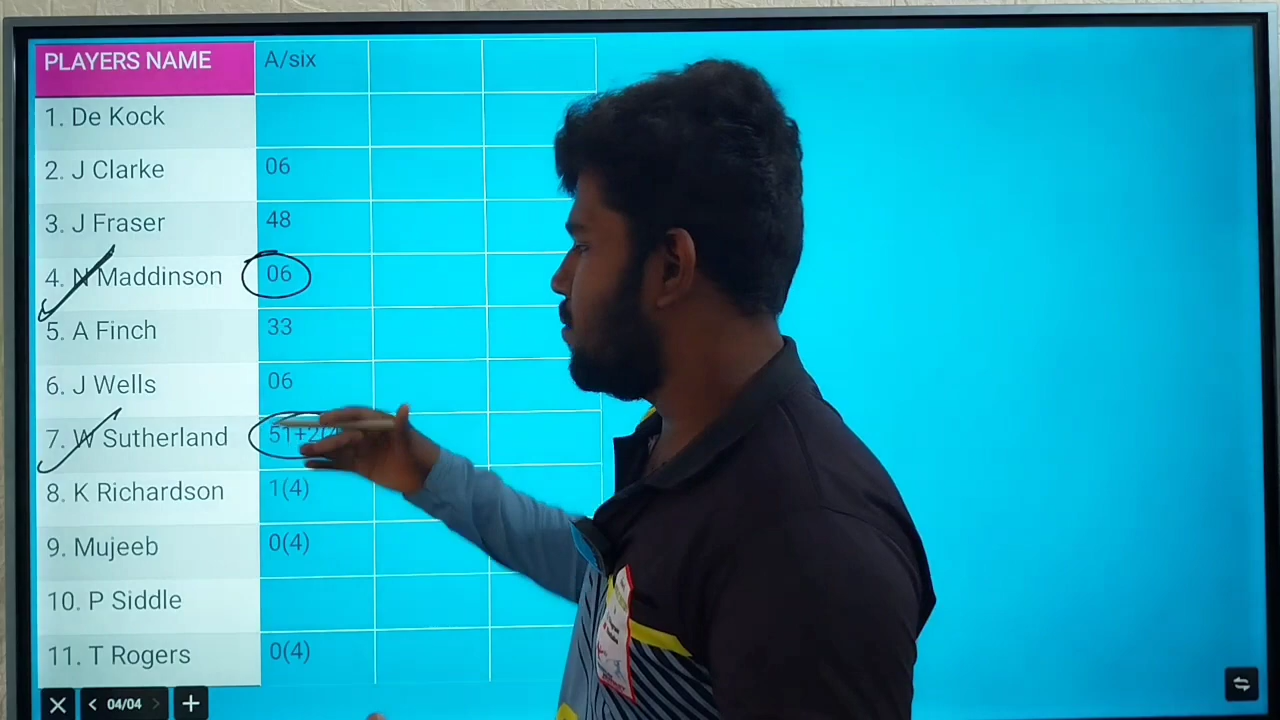 PLAYERS NAME A/six
1. De Kock
2. J Clarke 06
3. J Fraser 48
4. N Maddinson 06
5. A Finch 33
6. J Wells 06
7. W Sutherland 51+2(
8. K Richardson 1(4)
9. Mujeeb 0(4)
10. P Siddle
11. T Rogers 0(4)
04/04